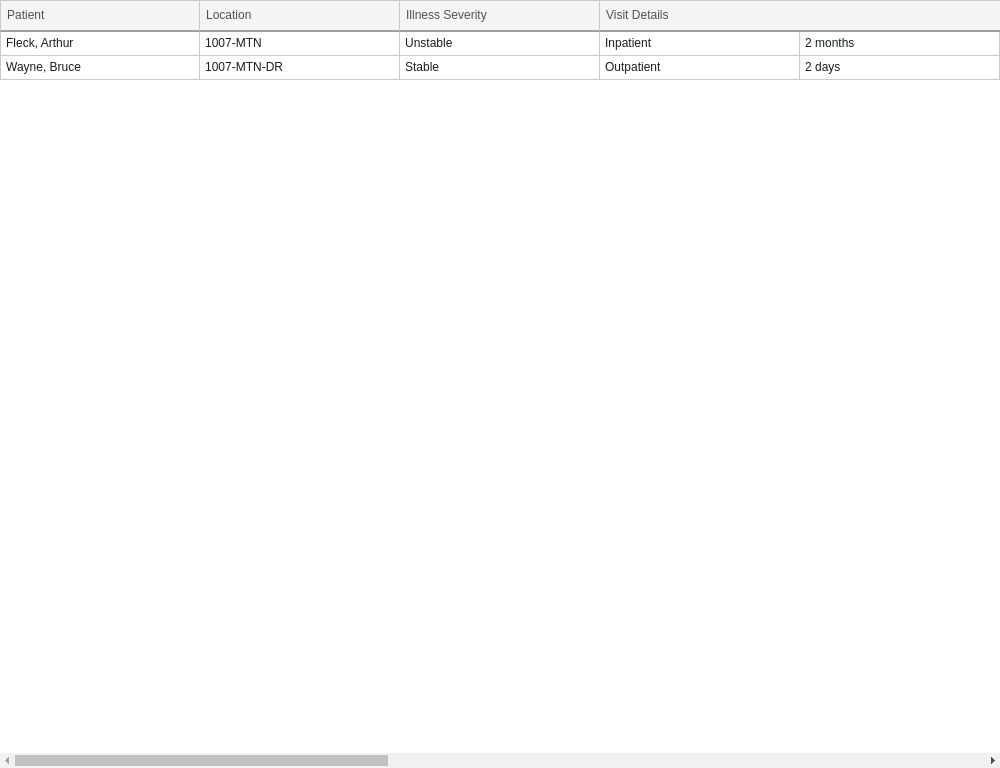 Patient Location Illness Severity Visit Details
Fleck, Arthur 1007-MTN Unstable Inpatient 2 months
Wayne, Bruce 1007-MTN-DR Stable Outpatient 2 days